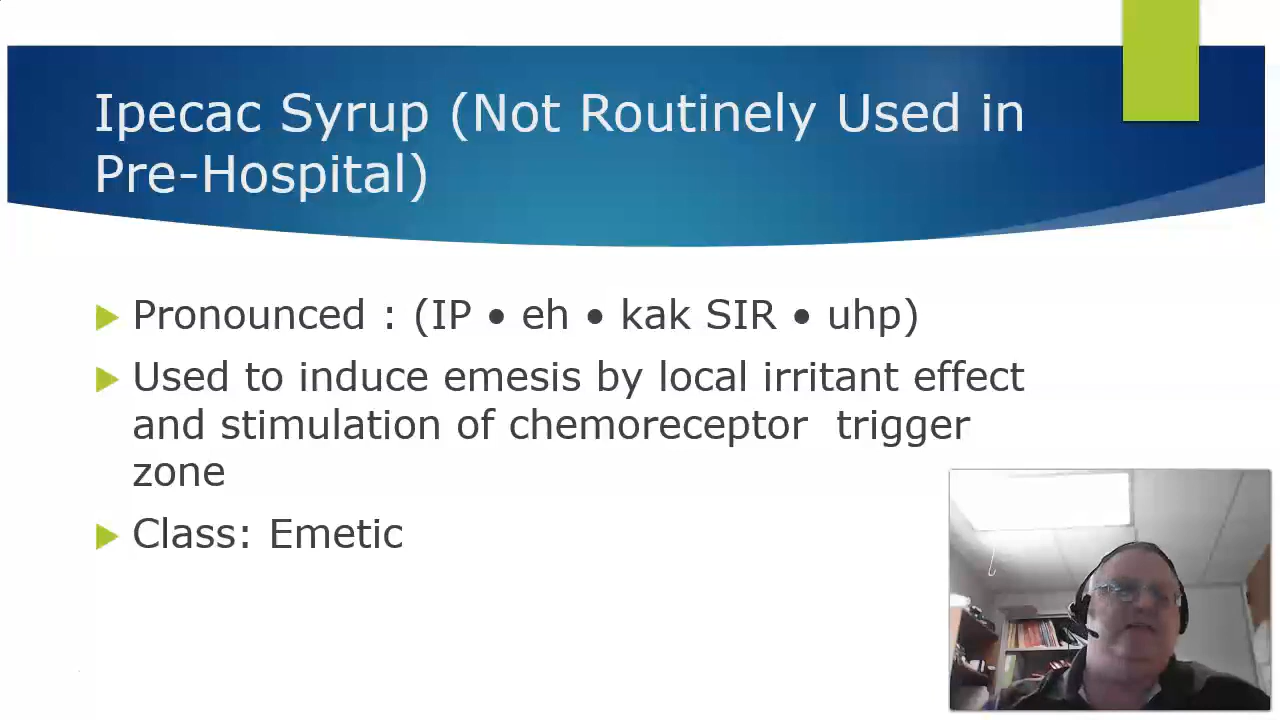 Ipecac Syrup (Not Routinely Used in
Pre-Hospital)
Pronounced : (IP • eh • kak SIR • uhp)
Used to induce emesis by local irritant effect
and stimulation of chemoreceptor  trigger
zone
Class: Emetic